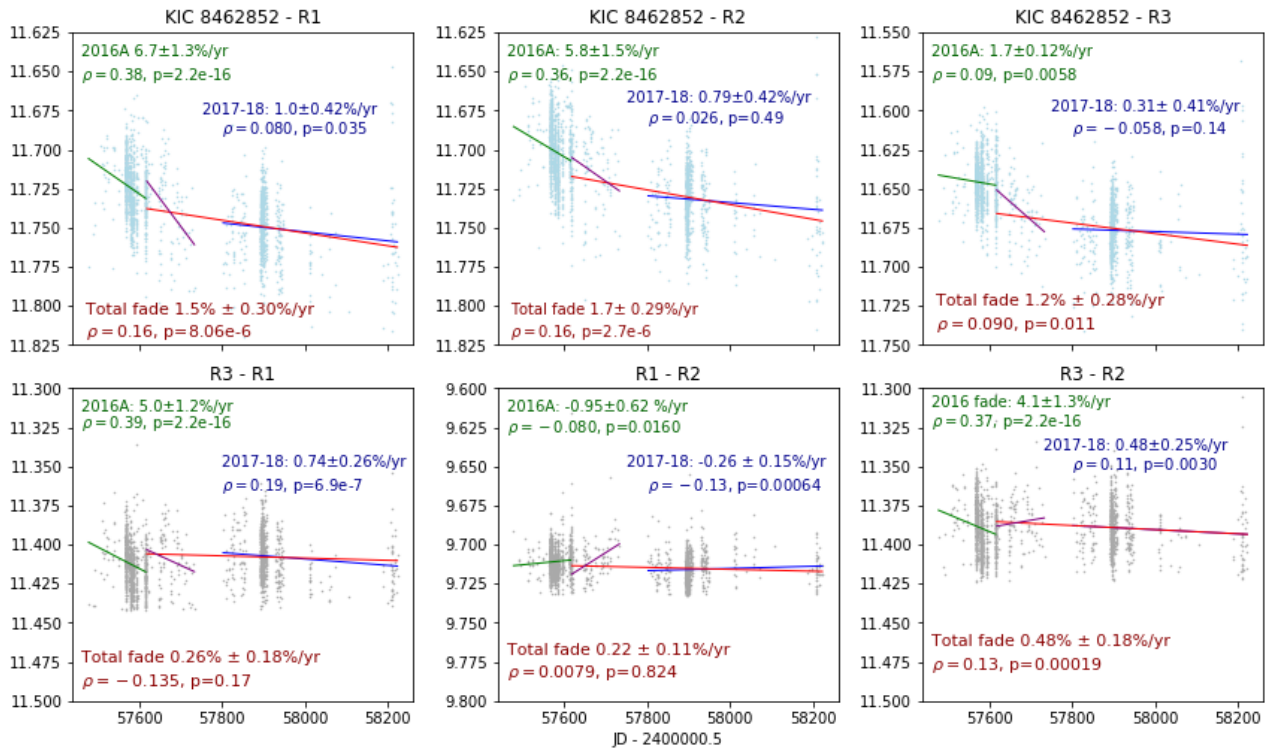 KIC 8462852 - R1
11.625
11.650
11.675
11.700
11.725
11.750
11.775
11.800
11.825
2016A 6.7±1.3%/yr
ρ = 0.38, p=2.2e-16
2017-18: 1.0±0.42%/yr
ρ = 0.080, p=0.035
Total fade 1.5% ± 0.30%/yr
ρ = 0.16, p=8.06e-6
KIC 8462852 - R2
11.625
11.650
11.675
11.700
11.725
11.750
11.775
11.800
11.825
2016A: 5.8±1.5%/yr
ρ = 0.36, p=2.2e-16
2017-18: 0.79±0.42%/yr
ρ = 0.026, p=0.49
Total fade 1.7± 0.29%/yr
ρ = 0.16, p=2.7e-6
KIC 8462852 - R3
11.550
11.575
11.600
11.625
11.650
11.675
11.700
11.725
11.750
2016A: 1.7±0.12%/yr
ρ = 0.09, p=0.0058
2017-18: 0.31± 0.41%/yr
ρ = −0.058, p=0.14
Total fade 1.2% ± 0.28%/yr
ρ = 0.090, p=0.011
R3 - R1
11.300
11.325
11.350
11.375
11.400
11.425
11.450
11.475
11.500
2016A: 5.0±1.2%/yr
ρ = 0.39, p=2.2e-16
2017-18: 0.74±0.26%/yr
ρ = 0.19, p=6.9e-7
Total fade 0.26% ± 0.18%/yr
ρ = −0.135, p=0.17
57600 57800 58000 58200
R1 - R2
9.600
9.625
9.650
9.675
9.700
9.725
9.750
9.775
9.800
2016A: -0.95±0.62 %/yr
ρ = −0.080, p=0.0160
2017-18: -0.26 ± 0.15%/yr
ρ = −0.13, p=0.00064
Total fade 0.22 ± 0.11%/yr
ρ = 0.0079, p=0.824
57600 57800 58000 58200
JD - 2400000.5
R3 - R2
11.300
11.325
11.350
11.375
11.400
11.425
11.450
11.475
11.500
2016 fade: 4.1±1.3%/yr
ρ = 0.37, p=2.2e-16
2017-18: 0.48±0.25%/yr
ρ = 0.11, p=0.0030
Total fade 0.48% ± 0.18%/yr
ρ = 0.13, p=0.00019
57600 57800 58000 58200